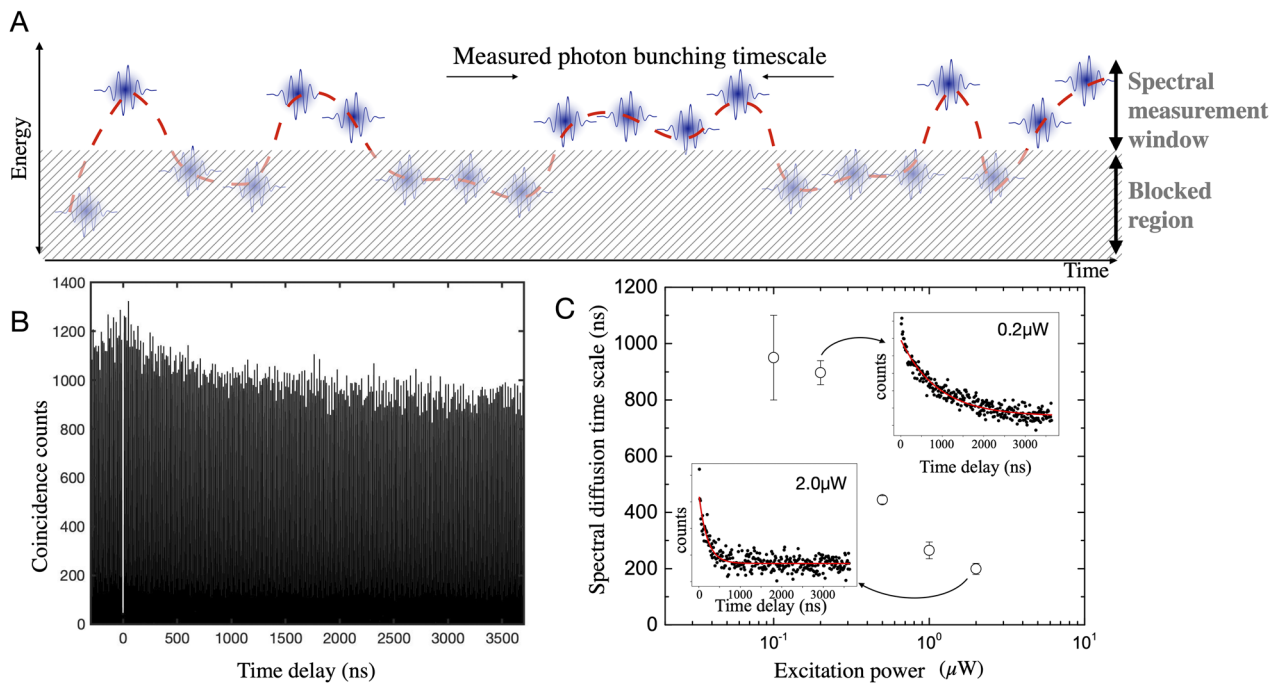 A
Measured photon bunching timescale
Energy
Spectral
measurement
window
Blocked
region
Time
B
1400
1200
1000
800
600
400
200
0
Coincidence counts
0 500 1000 1500 2000 2500 3000 3500
Time delay (ns)
C
1200
1000
800
600
400
200
0
Spectral diffusion time scale (ns)
0.2μW
counts
0 1000 2000 3000
Time delay (ns)
2.0μW
counts
0 1000 2000 3000
Time delay (ns)
10⁻¹ 10⁰ 10¹
Excitation power (μW)